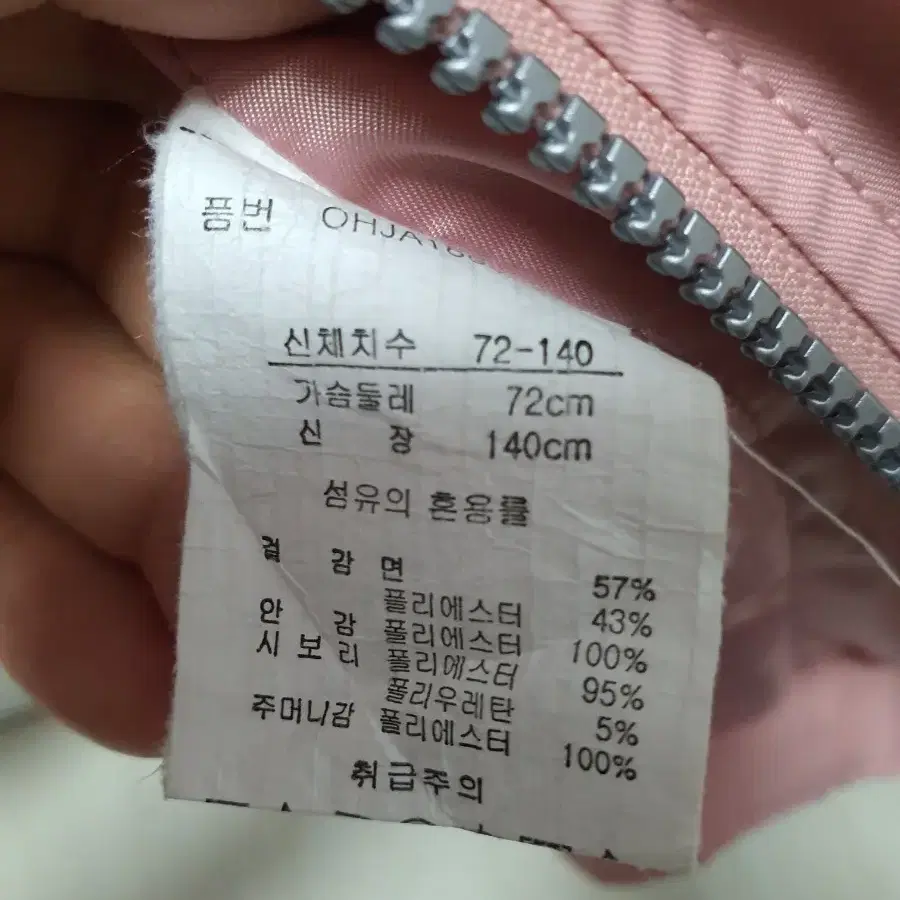 품번
신체치수 72-140
가슴둘레 72cm
신 장 140cm
섬유의 혼용률
겉 감 면 57%
폴리에스터 43%
안 감 폴리에스터 100%
시 보 리 폴리에스터 95%
폴리우레탄 5%
주머니감 폴리에스터 100%
취급주의